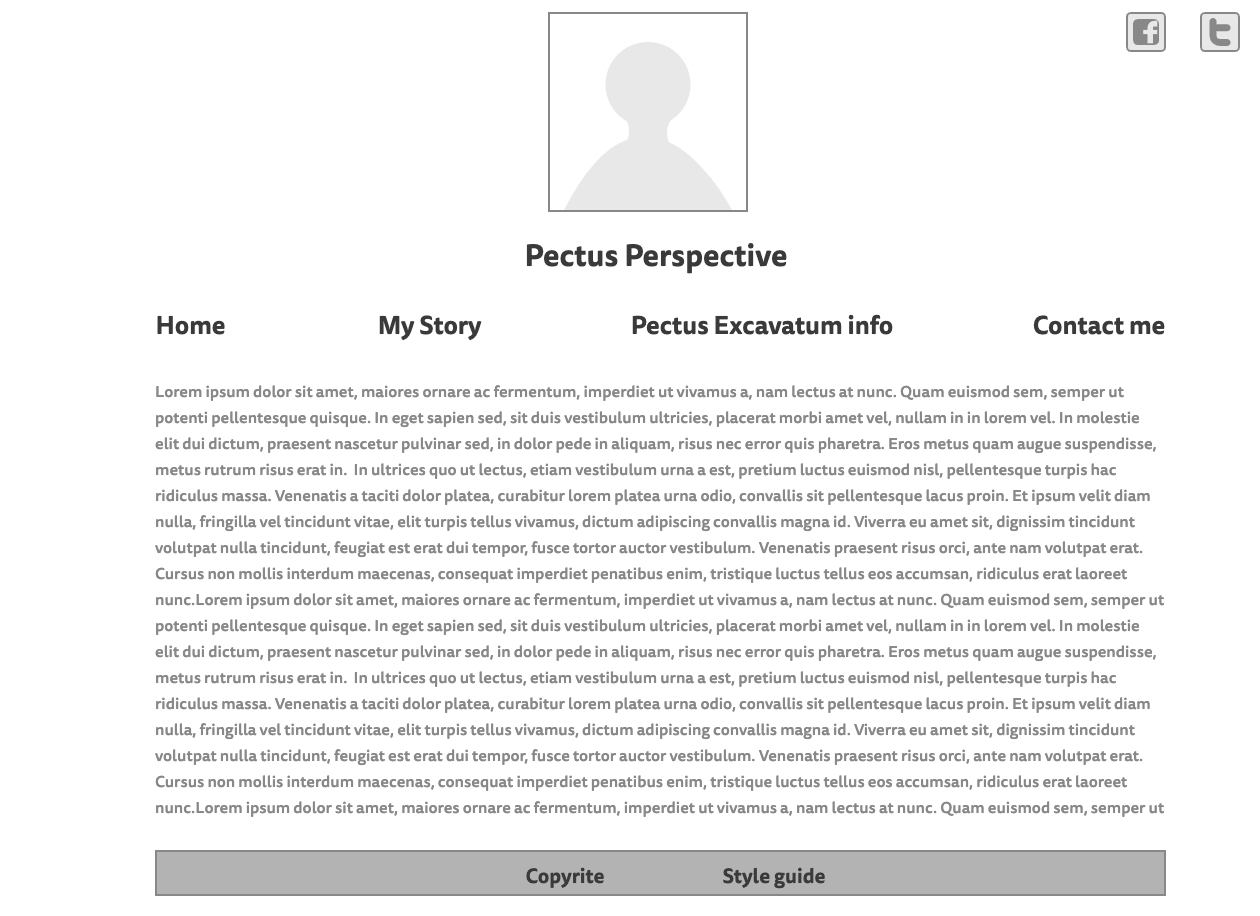 Pectus Perspective
Home My Story Pectus Excavatum info Contact me
Lorem ipsum dolor sit amet, maiores ornare ac fermentum, imperdiet ut vivamus a, nam lectus at nunc. Quam euismod sem, semper ut
potenti pellentesque quisque. In eget sapien sed, sit duis vestibulum ultricies, placerat morbi amet vel, nullam in in lorem vel. In molestie
elit dui dictum, praesent nascetur pulvinar sed, in dolor pede in aliquam, risus nec error quis pharetra. Eros metus quam augue suspendisse,
metus rutrum risus erat in.  In ultrices quo ut lectus, etiam vestibulum urna a est, pretium luctus euismod nisl, pellentesque turpis hac
ridiculus massa. Venenatis a taciti dolor platea, curabitur lorem platea urna odio, convallis sit pellentesque lacus proin. Et ipsum velit diam
nulla, fringilla vel tincidunt vitae, elit turpis tellus vivamus, dictum adipiscing convallis magna id. Viverra eu amet sit, dignissim tincidunt
volutpat nulla tincidunt, feugiat est erat dui tempor, fusce tortor auctor vestibulum. Venenatis praesent risus orci, ante nam volutpat erat.
Cursus non mollis interdum maecenas, consequat imperdiet penatibus enim, tristique luctus tellus eos accumsan, ridiculus erat laoreet
nunc.Lorem ipsum dolor sit amet, maiores ornare ac fermentum, imperdiet ut vivamus a, nam lectus at nunc. Quam euismod sem, semper ut
potenti pellentesque quisque. In eget sapien sed, sit duis vestibulum ultricies, placerat morbi amet vel, nullam in in lorem vel. In molestie
elit dui dictum, praesent nascetur pulvinar sed, in dolor pede in aliquam, risus nec error quis pharetra. Eros metus quam augue suspendisse,
metus rutrum risus erat in.  In ultrices quo ut lectus, etiam vestibulum urna a est, pretium luctus euismod nisl, pellentesque turpis hac
ridiculus massa. Venenatis a taciti dolor platea, curabitur lorem platea urna odio, convallis sit pellentesque lacus proin. Et ipsum velit diam
nulla, fringilla vel tincidunt vitae, elit turpis tellus vivamus, dictum adipiscing convallis magna id. Viverra eu amet sit, dignissim tincidunt
volutpat nulla tincidunt, feugiat est erat dui tempor, fusce tortor auctor vestibulum. Venenatis praesent risus orci, ante nam volutpat erat.
Cursus non mollis interdum maecenas, consequat imperdiet penatibus enim, tristique luctus tellus eos accumsan, ridiculus erat laoreet
nunc.Lorem ipsum dolor sit amet, maiores ornare ac fermentum, imperdiet ut vivamus a, nam lectus at nunc. Quam euismod sem, semper ut
Copyrite Style guide